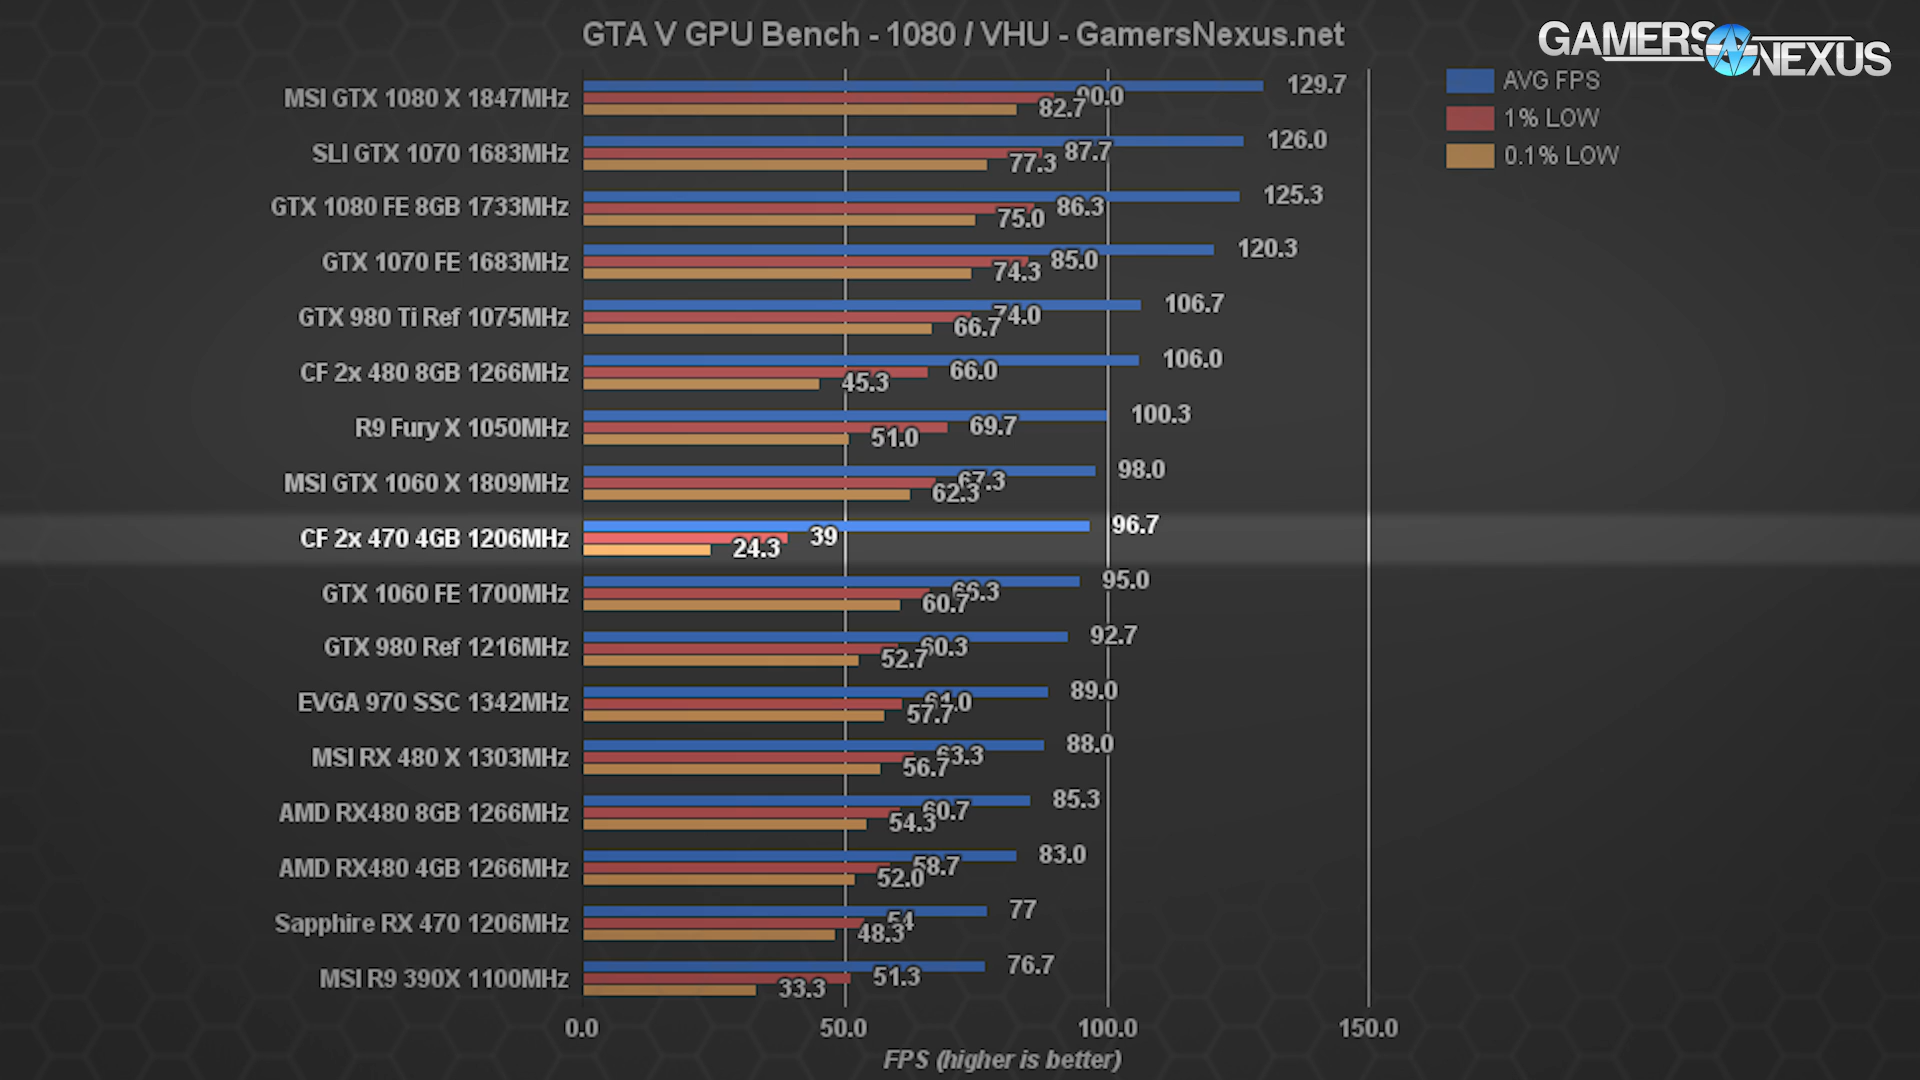 GTA V GPU Bench - 1080 / VHU - GamersNexus.net
GAMERS NEXUS
AVG FPS
1% LOW
0.1% LOW
MSI GTX 1080 X 1847MHz 129.7 90.0 82.7
SLI GTX 1070 1683MHz 126.0 87.7 77.3
GTX 1080 FE 8GB 1733MHz 125.3 86.3 75.0
GTX 1070 FE 1683MHz 120.3 85.0 74.3
GTX 980 Ti Ref 1075MHz 106.7 74.0 66.7
CF 2x 480 8GB 1266MHz 106.0 66.0 45.3
R9 Fury X 1050MHz 100.3 69.7 51.0
MSI GTX 1060 X 1809MHz 98.0 67.3 62.3
CF 2x 470 4GB 1206MHz 96.7 39 24.3
GTX 1060 FE 1700MHz 95.0 66.3 60.7
GTX 980 Ref 1216MHz 92.7 60.3 52.7
EVGA 970 SSC 1342MHz 89.0 61.0 57.7
MSI RX 480 X 1303MHz 88.0 63.3 56.7
AMD RX480 8GB 1266MHz 85.3 60.7 54.3
AMD RX480 4GB 1266MHz 83.0 58.7 52.0
Sapphire RX 470 1206MHz 77 54 48.3
MSI R9 390X 1100MHz 76.7 51.3 33.3
0.0 50.0 100.0 150.0
FPS (higher is better)